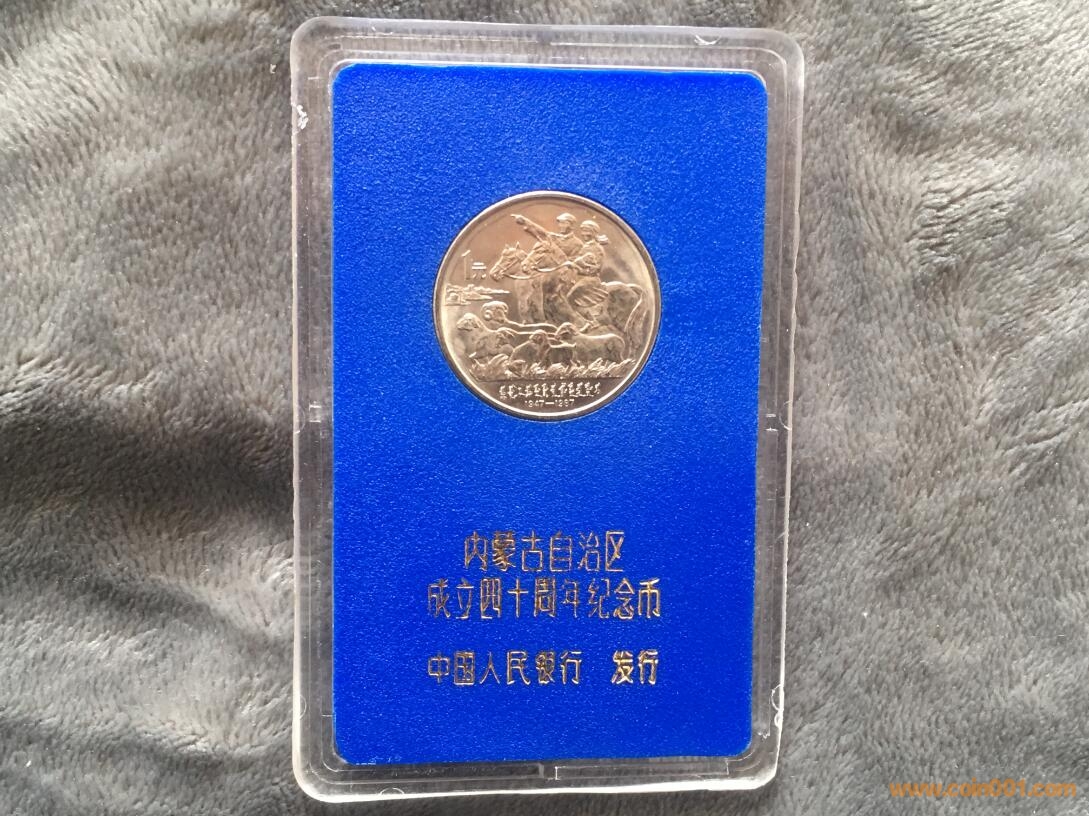 1元
1947—1987
内蒙古自治区
成立四十周年纪念币
中国人民银行 发行
www.coin001.com